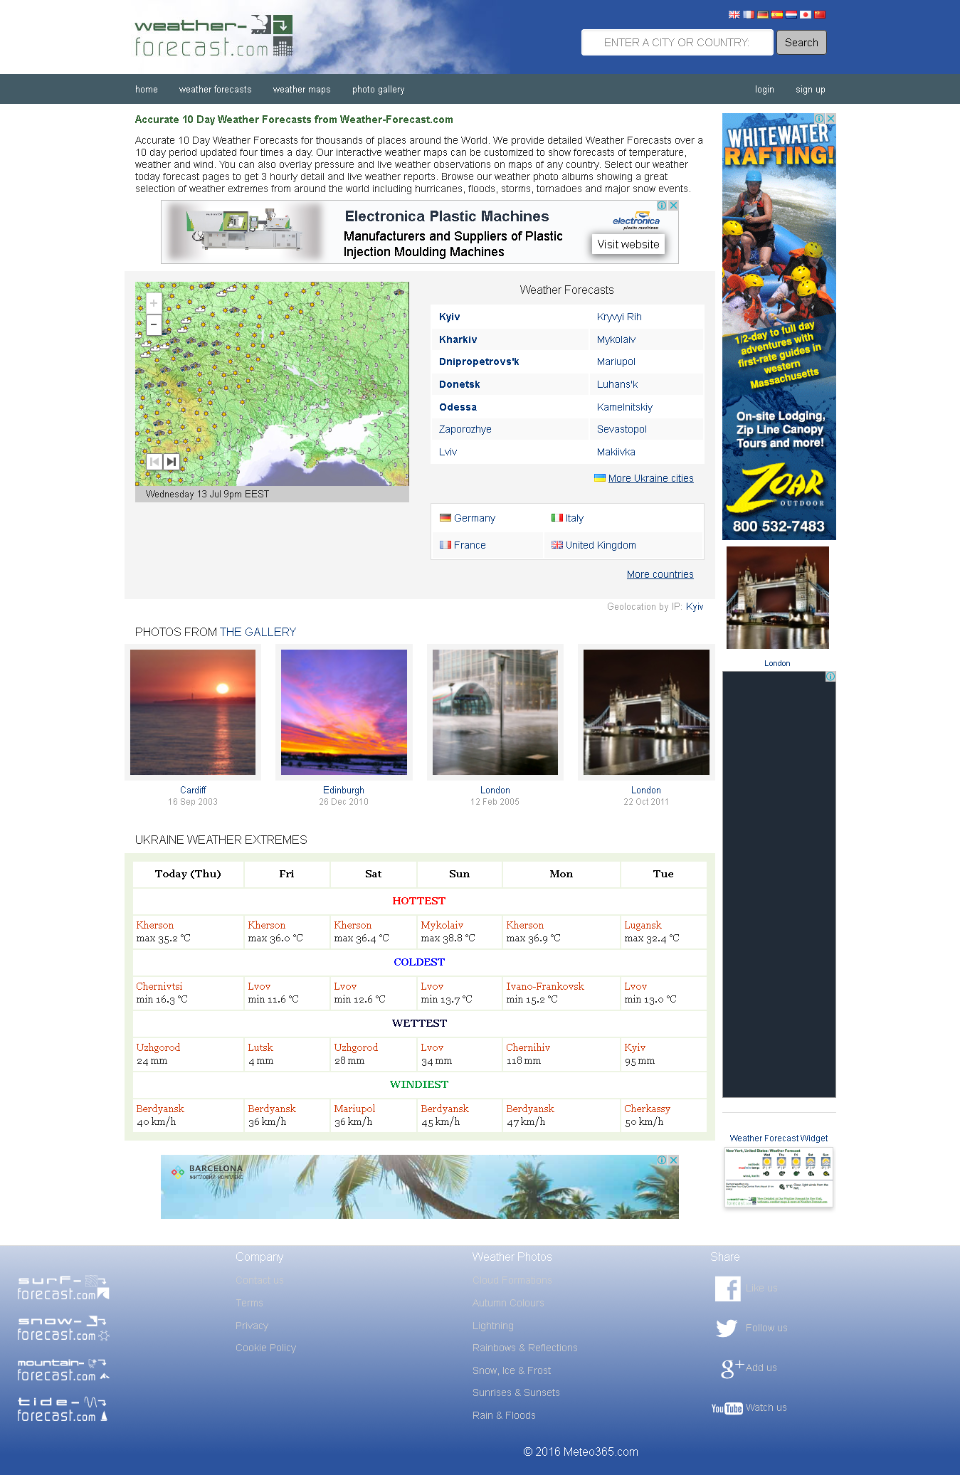 weather-
forecast.com
ENTER A CITY OR COUNTRY:
Search
home
weather forecasts
weather maps
photo gallery
login
sign up
Accurate 10 Day Weather Forecasts from Weather-Forecast.com
Accurate 10 Day Weather Forecasts for thousands of places around the World. We provide detailed Weather Forecasts over a
10 day period updated four times a day. Our interactive weather maps can be customized to show forecasts of temperature,
weather and wind. You can also overlay pressure and live weather observations on maps of any country. Select out weather
today forecast pages to get 3 hourly detail and live weather reports. Browse our weather photo albums showing a great
selection of weather extremes from around the world including hurricanes, floods, storms, tornadoes and major snow events.
Electronica Plastic Machines
Manufacturers and Suppliers of Plastic
Injection Moulding Machines
electronica
plastic machines
Visit website
WHITEWATER
RAFTING!
1/2-day to full day
adventures with
first-rate guides in
western
Massachusetts
On-site Lodging,
Zip Line Canopy
Tours and more!
ZOAR
OUTDOOR
800 532-7483
+
−
Wednesday 13 Jul 9pm EEST
Weather Forecasts
Kyiv
Kryvyi Rih
Kharkiv
Mykolaiv
Dnipropetrovs'k
Mariupol
Donetsk
Luhans'k
Odessa
Kamelnitskiy
Zaporozhye
Sevastopol
Lviv
Makiivka
More Ukraine cities
Germany
Italy
France
United Kingdom
More countries
Geolocation by IP: Kyiv
London
PHOTOS FROM THE GALLERY
Cardiff
16 Sep 2003
Edinburgh
26 Dec 2010
London
12 Feb 2005
London
22 Oct 2011
UKRAINE WEATHER EXTREMES
Today (Thu) Fri Sat Sun Mon Tue
HOTTEST
Kherson Kherson Kherson Mykolaiv Kherson Lugansk
max 35.2 °C max 36.0 °C max 36.4 °C max 38.8 °C max 36.9 °C max 32.4 °C
COLDEST
Chernivtsi Lvov Lvov Lvov Ivano-Frankovsk Lvov
min 16.3 °C min 11.6 °C min 12.6 °C min 13.7 °C min 15.2 °C min 13.0 °C
WETTEST
Uzhgorod Lutsk Uzhgorod Lvov Chernihiv Kyiv
24 mm 4 mm 28 mm 34 mm 118 mm 95 mm
WINDIEST
Berdyansk Berdyansk Mariupol Berdyansk Berdyansk Cherkassy
40 km/h 36 km/h 36 km/h 45 km/h 47 km/h 50 km/h
BARCELONA
Weather Forecast Widget
New York, United States: Weather Forecast
surf-
forecast.com
snow-
forecast.com
mountain-
forecast.com
tide-
forecast.com
Company
Contact us
Terms
Privacy
Cookie Policy
Weather Photos
Cloud Formations
Autumn Colours
Lightning
Rainbows & Reflections
Snow, Ice & Frost
Sunrises & Sunsets
Rain & Floods
Share
Like us
Follow us
Add us
YouTube
Watch us
© 2016 Meteo365.com